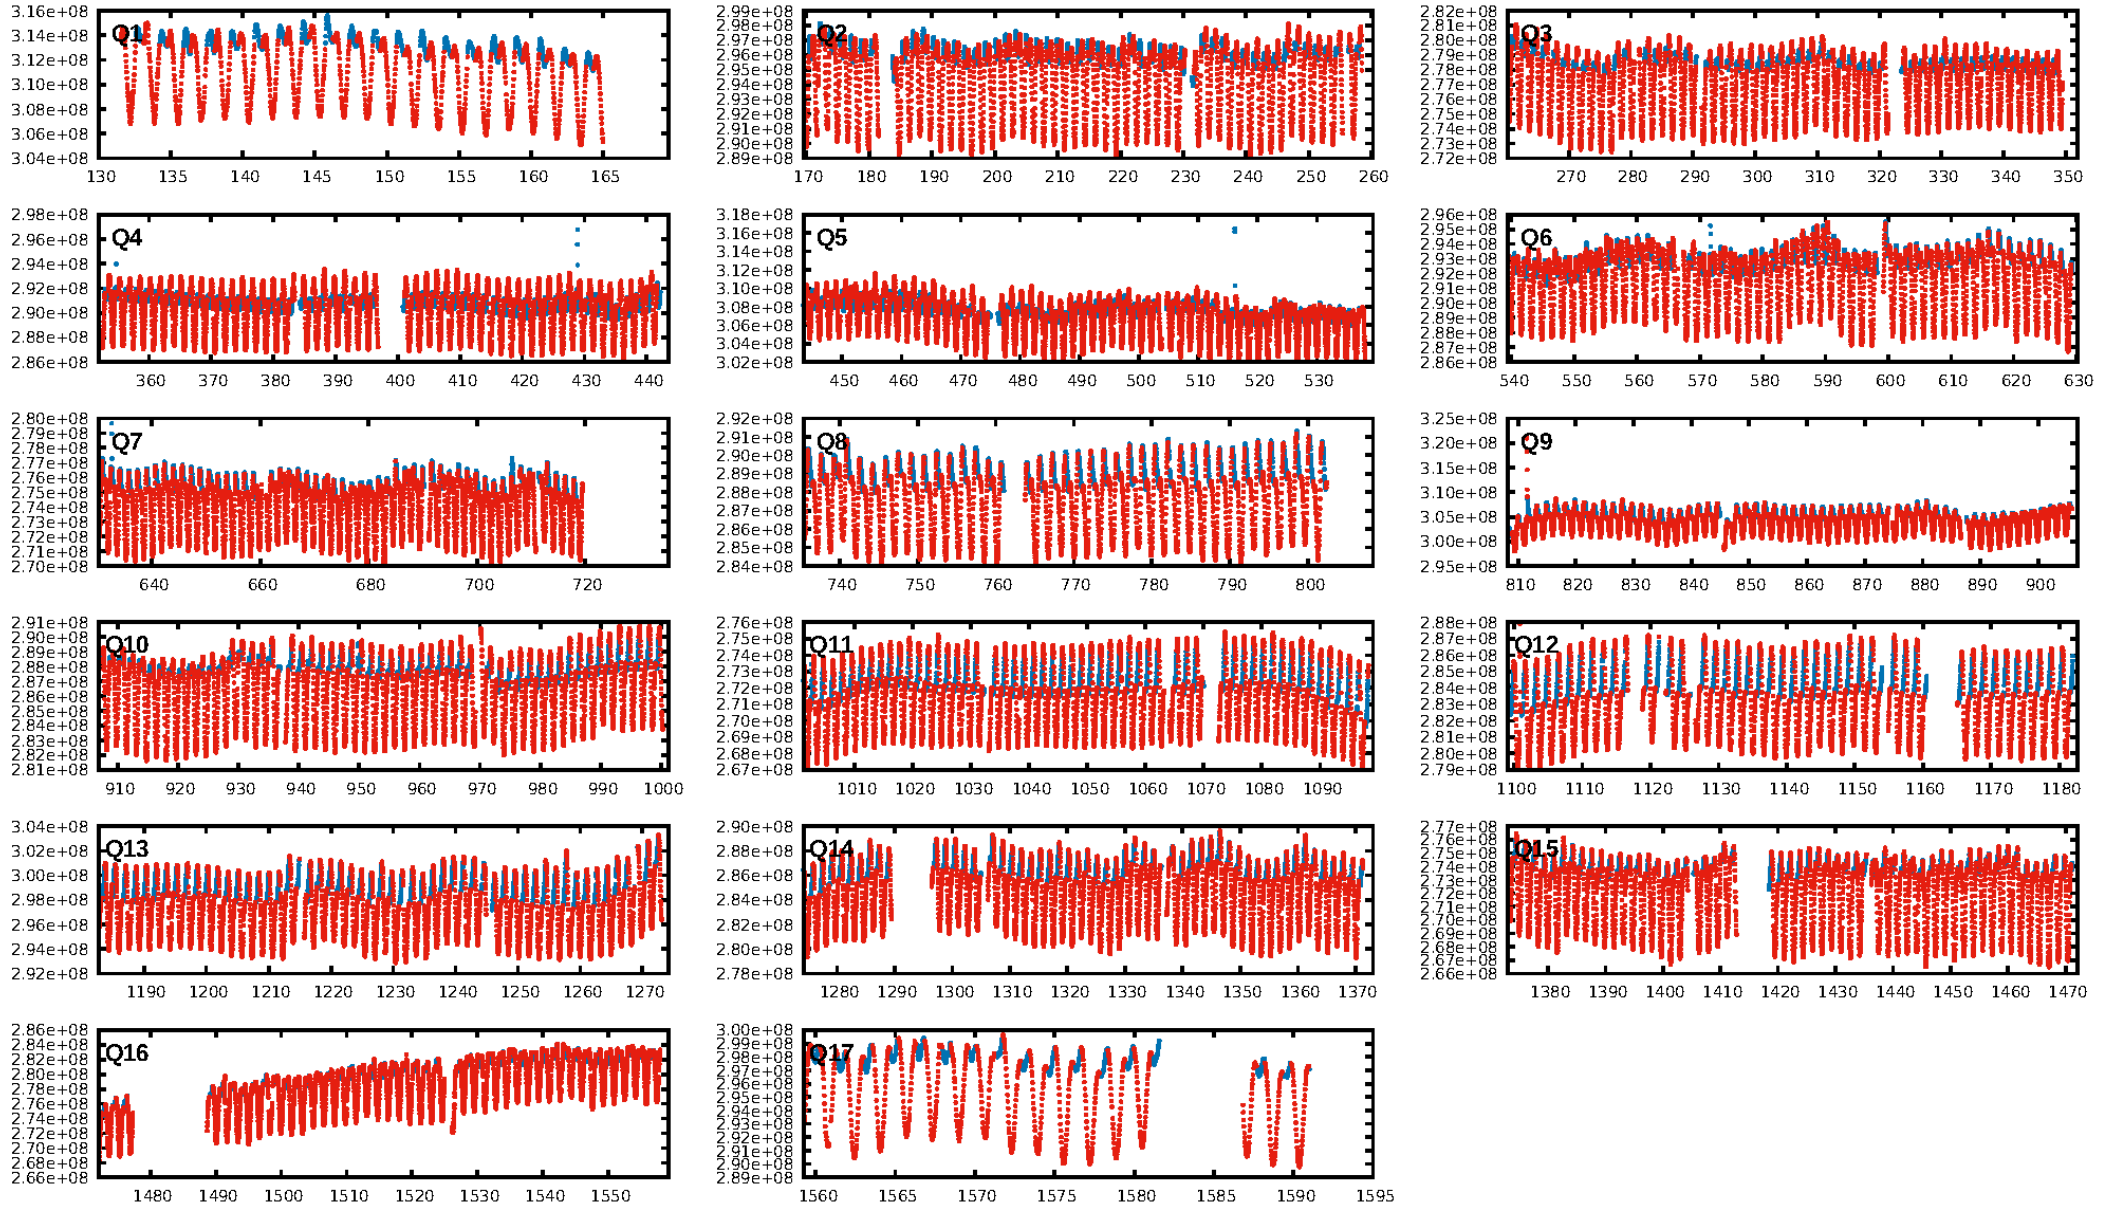 3.16e+08 3.14e+08 3.12e+08 3.10e+08 3.08e+08 3.06e+08 3.04e+08
Q1
130 135 140 145 150 155 160 165
2.99e+08 2.98e+08 2.97e+08 2.96e+08 2.95e+08 2.94e+08 2.93e+08 2.92e+08 2.91e+08 2.90e+08 2.89e+08
Q2
170 180 190 200 210 220 230 240 250 260
2.82e+08 2.81e+08 2.80e+08 2.79e+08 2.78e+08 2.77e+08 2.76e+08 2.75e+08 2.74e+08 2.73e+08 2.72e+08
Q3
270 280 290 300 310 320 330 340 350
2.98e+08 2.96e+08 2.94e+08 2.92e+08 2.90e+08 2.88e+08 2.86e+08
Q4
360 370 380 390 400 410 420 430 440
3.18e+08 3.16e+08 3.14e+08 3.12e+08 3.10e+08 3.08e+08 3.06e+08 3.04e+08 3.02e+08
Q5
450 460 470 480 490 500 510 520 530
2.96e+08 2.95e+08 2.94e+08 2.93e+08 2.92e+08 2.91e+08 2.90e+08 2.89e+08 2.88e+08 2.87e+08 2.86e+08
Q6
540 550 560 570 580 590 600 610 620 630
2.80e+08 2.79e+08 2.78e+08 2.77e+08 2.76e+08 2.75e+08 2.74e+08 2.73e+08 2.72e+08 2.71e+08 2.70e+08
Q7
640 660 680 700 720
2.92e+08 2.91e+08 2.90e+08 2.89e+08 2.88e+08 2.87e+08 2.86e+08 2.85e+08 2.84e+08
Q8
740 750 760 770 780 790 800
3.25e+08 3.20e+08 3.15e+08 3.10e+08 3.05e+08 3.00e+08 2.95e+08
Q9
810 820 830 840 850 860 870 880 890 900
2.91e+08 2.90e+08 2.89e+08 2.88e+08 2.87e+08 2.86e+08 2.85e+08 2.84e+08 2.83e+08 2.82e+08 2.81e+08
Q10
910 920 930 940 950 960 970 980 990 1000
2.76e+08 2.75e+08 2.74e+08 2.73e+08 2.72e+08 2.71e+08 2.70e+08 2.69e+08 2.68e+08 2.67e+08
Q11
1010 1020 1030 1040 1050 1060 1070 1080 1090
2.88e+08 2.87e+08 2.86e+08 2.85e+08 2.84e+08 2.83e+08 2.82e+08 2.81e+08 2.80e+08 2.79e+08
Q12
1100 1110 1120 1130 1140 1150 1160 1170 1180
3.04e+08 3.02e+08 3.00e+08 2.98e+08 2.96e+08 2.94e+08 2.92e+08
Q13
1190 1200 1210 1220 1230 1240 1250 1260 1270
2.90e+08 2.88e+08 2.86e+08 2.84e+08 2.82e+08 2.80e+08 2.78e+08
Q14
1280 1290 1300 1310 1320 1330 1340 1350 1360 1370
2.77e+08 2.76e+08 2.75e+08 2.74e+08 2.73e+08 2.72e+08 2.71e+08 2.70e+08 2.69e+08 2.68e+08 2.67e+08 2.66e+08
Q15
1380 1390 1400 1410 1420 1430 1440 1450 1460 1470
2.86e+08 2.84e+08 2.82e+08 2.80e+08 2.78e+08 2.76e+08 2.74e+08 2.72e+08 2.70e+08 2.68e+08 2.66e+08
Q16
1480 1490 1500 1510 1520 1530 1540 1550
3.00e+08 2.99e+08 2.98e+08 2.97e+08 2.96e+08 2.95e+08 2.94e+08 2.93e+08 2.92e+08 2.91e+08 2.90e+08 2.89e+08
Q17
1560 1565 1570 1575 1580 1585 1590 1595